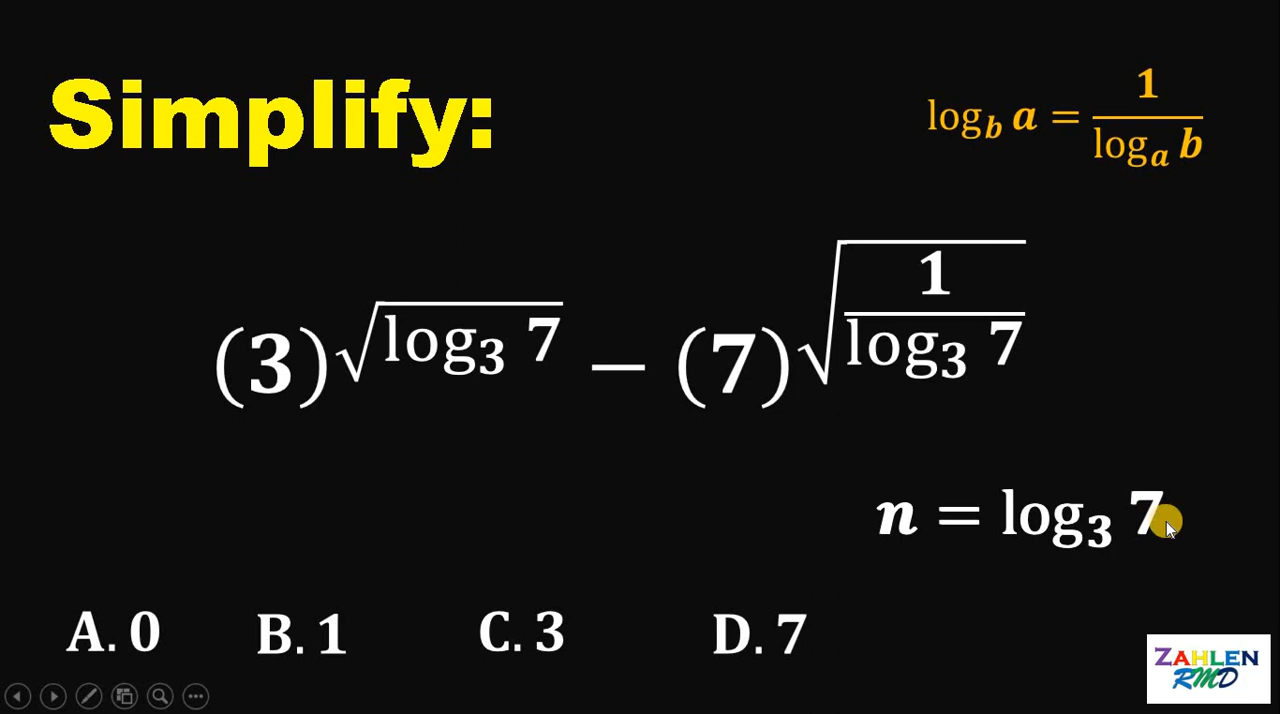 Simplify:
log_b a = 1/(log_a b)
(3)^√(log₃ 7) − (7)^√(1/(log₃ 7))
n = log₃ 7
A. 0 B. 1 C. 3 D. 7
ZAHLEN
RMD